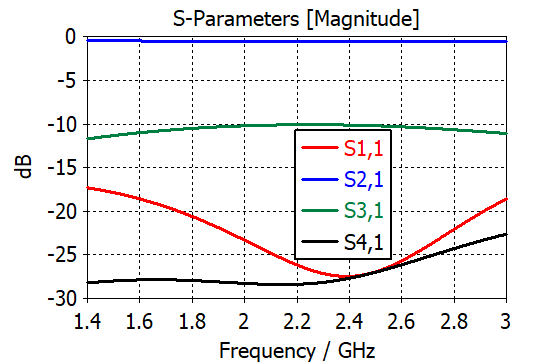 S-Parameters [Magnitude]
0
-5
-10
-15
-20
-25
-30
dB
S1,1
S2,1
S3,1
S4,1
1.4 1.6 1.8 2 2.2 2.4 2.6 2.8 3
Frequency / GHz